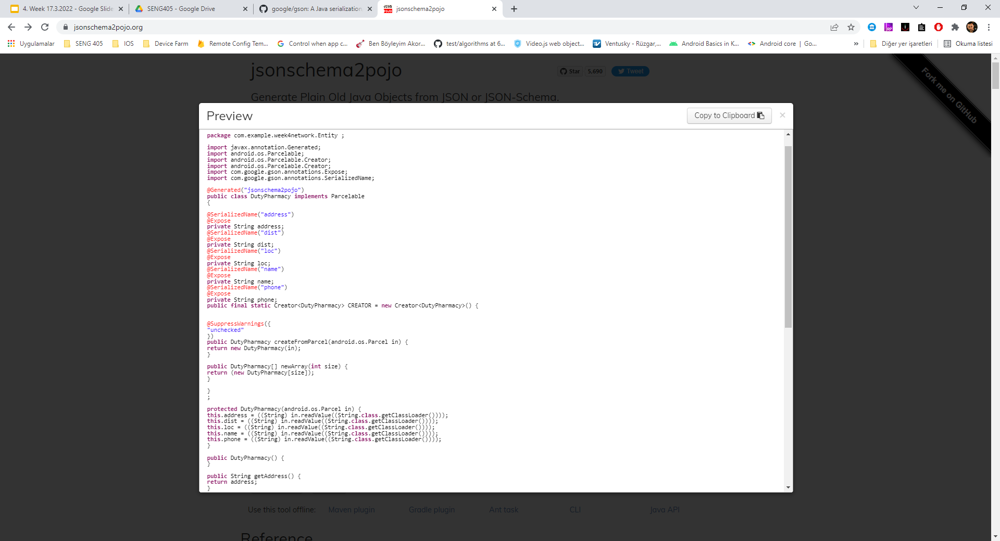 4. Week 17.3.2022 - Google Slide
SENG405 - Google Drive
google/gson: A Java serialization
jsonschema2pojo
jsonschema2pojo.org
Uygulamalar
SENG 405
IOS
Device Farm
Remote Config Tem...
Control when app c...
Ben Böyleyim Akor...
test/algorithms at 6...
Video.js web object...
Ventusky - Rüzgar,...
Android Basics in K...
Android core | Go...
»
Diğer yer işaretleri
Okuma listesi
jsonschema2pojo
Star
5,690
Tweet
Fork me on GitHub
Generate Plain Old Java Objects from JSON or JSON-Schema.
Preview
Copy to Clipboard
package com.example.week4network.Entity ;
import javax.annotation.Generated;
import android.os.Parcelable;
import android.os.Parcelable.Creator;
import android.os.Parcelable.Creator;
import com.google.gson.annotations.Expose;
import com.google.gson.annotations.SerializedName;
@Generated("jsonschema2pojo")
public class DutyPharmacy implements Parcelable
{
@SerializedName("address")
@Expose
private String address;
@SerializedName("dist")
@Expose
private String dist;
@SerializedName("loc")
@Expose
private String loc;
@SerializedName("name")
@Expose
private String name;
@SerializedName("phone")
@Expose
private String phone;
public final static Creator<DutyPharmacy> CREATOR = new Creator<DutyPharmacy>() {
@SuppressWarnings({
"unchecked"
})
public DutyPharmacy createFromParcel(android.os.Parcel in) {
return new DutyPharmacy(in);
}
public DutyPharmacy[] newArray(int size) {
return (new DutyPharmacy[size]);
}
}
;
protected DutyPharmacy(android.os.Parcel in) {
this.address = ((String) in.readValue((String.class.getClassLoader())));
this.dist = ((String) in.readValue((String.class.getClassLoader())));
this.loc = ((String) in.readValue((String.class.getClassLoader())));
this.name = ((String) in.readValue((String.class.getClassLoader())));
this.phone = ((String) in.readValue((String.class.getClassLoader())));
}
public DutyPharmacy() {
}
public String getAddress() {
return address;
}
Use this tool offline:
Maven plugin
Gradle plugin
Ant task
CLI
Java API
Reference